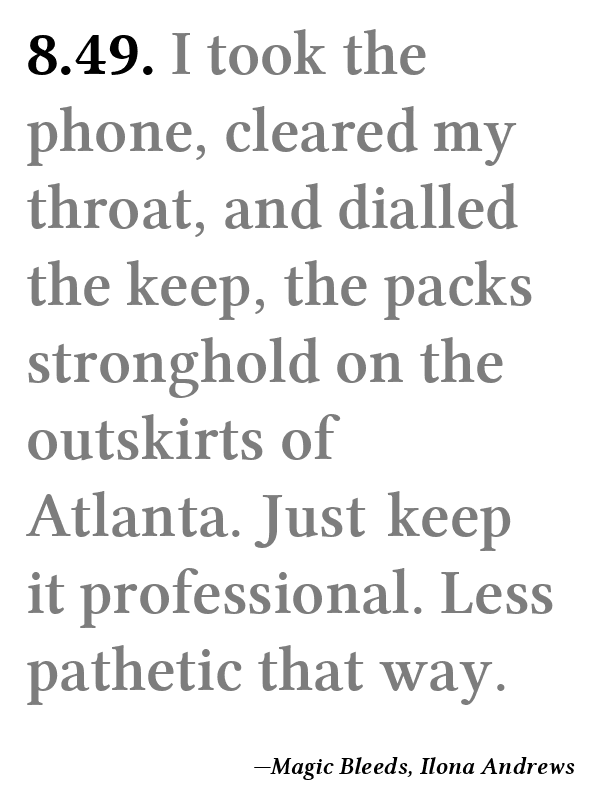 8.49. I took the
phone, cleared my
throat, and dialled
the keep, the packs
stronghold on the
outskirts of
Atlanta. Just keep
it professional. Less
pathetic that way.
—Magic Bleeds, Ilona Andrews